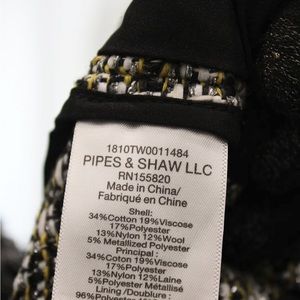 1810TW0011484
PIPES & SHAW LLC
RN155820
Made in China/
Fabriqué en Chine
Shell:
34%Cotton 19%Viscose
17%Polyester
13%Nylon 12%Wool
5% Metallized Polyester
Principal :
34%Coton 19%Viscose
17%Polyester
13%Nylon 12%Laine
5%Polyester Métallisé
Lining / Doublure :
96%Polyester